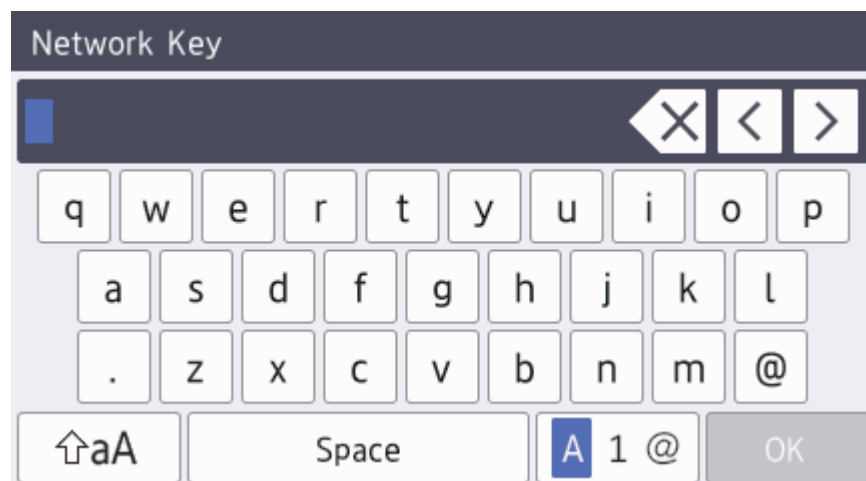 Network Key
q w e r t y u i o p
a s d f g h j k l
. z x c v b n m @
aA Space A 1 @ OK